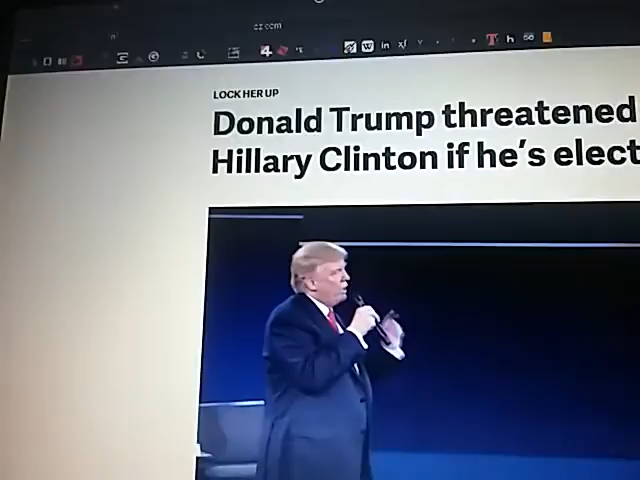 LOCK HER UP
Donald Trump threatened
Hillary Clinton if he's elect